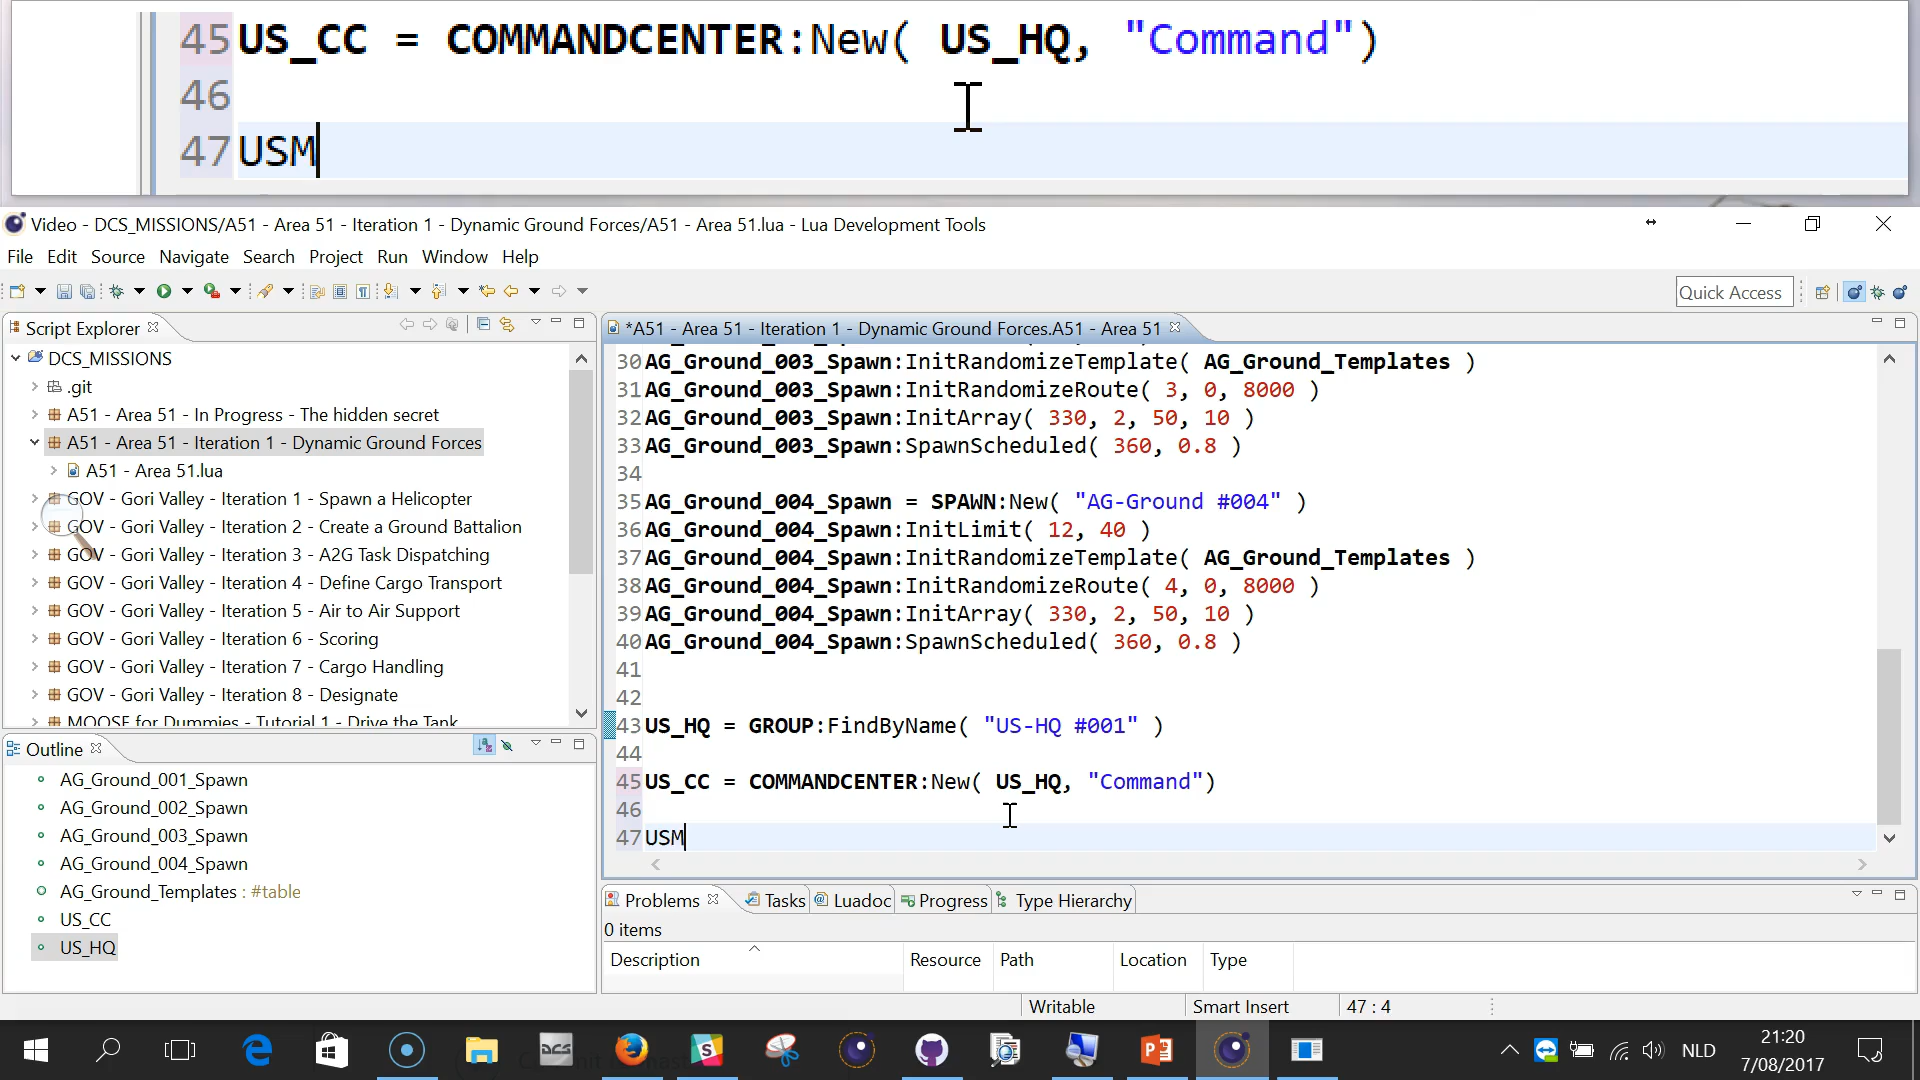 45 US_CC = COMMANDCENTER:New( US_HQ, "Command")
46
47 USM
Video - DCS_MISSIONS/A51 - Area 51 - Iteration 1 - Dynamic Ground Forces/A51 - Area 51.lua - Lua Development Tools
File Edit Source Navigate Search Project Run Window Help
Quick Access
Script Explorer
DCS_MISSIONS
.git
A51 - Area 51 - In Progress - The hidden secret
A51 - Area 51 - Iteration 1 - Dynamic Ground Forces
A51 - Area 51.lua
GOV - Gori Valley - Iteration 1 - Spawn a Helicopter
GOV - Gori Valley - Iteration 2 - Create a Ground Battalion
GOV - Gori Valley - Iteration 3 - A2G Task Dispatching
GOV - Gori Valley - Iteration 4 - Define Cargo Transport
GOV - Gori Valley - Iteration 5 - Air to Air Support
GOV - Gori Valley - Iteration 6 - Scoring
GOV - Gori Valley - Iteration 7 - Cargo Handling
GOV - Gori Valley - Iteration 8 - Designate
MOOSE for Dummies - Tutorial 1 - Drive the Tank
Outline
AG_Ground_001_Spawn
AG_Ground_002_Spawn
AG_Ground_003_Spawn
AG_Ground_004_Spawn
AG_Ground_Templates : #table
US_CC
US_HQ
*A51 - Area 51 - Iteration 1 - Dynamic Ground Forces.A51 - Area 51
30 AG_Ground_003_Spawn:InitRandomizeTemplate( AG_Ground_Templates )
31 AG_Ground_003_Spawn:InitRandomizeRoute( 3, 0, 8000 )
32 AG_Ground_003_Spawn:InitArray( 330, 2, 50, 10 )
33 AG_Ground_003_Spawn:SpawnScheduled( 360, 0.8 )
34
35 AG_Ground_004_Spawn = SPAWN:New( "AG-Ground #004" )
36 AG_Ground_004_Spawn:InitLimit( 12, 40 )
37 AG_Ground_004_Spawn:InitRandomizeTemplate( AG_Ground_Templates )
38 AG_Ground_004_Spawn:InitRandomizeRoute( 4, 0, 8000 )
39 AG_Ground_004_Spawn:InitArray( 330, 2, 50, 10 )
40 AG_Ground_004_Spawn:SpawnScheduled( 360, 0.8 )
41
42
43 US_HQ = GROUP:FindByName( "US-HQ #001" )
44
45 US_CC = COMMANDCENTER:New( US_HQ, "Command")
46
47 USM
Problems Tasks Luadoc Progress Type Hierarchy
0 items
Description Resource Path Location Type
Writable Smart Insert 47 : 4
DCS
NLD
21:20
7/08/2017